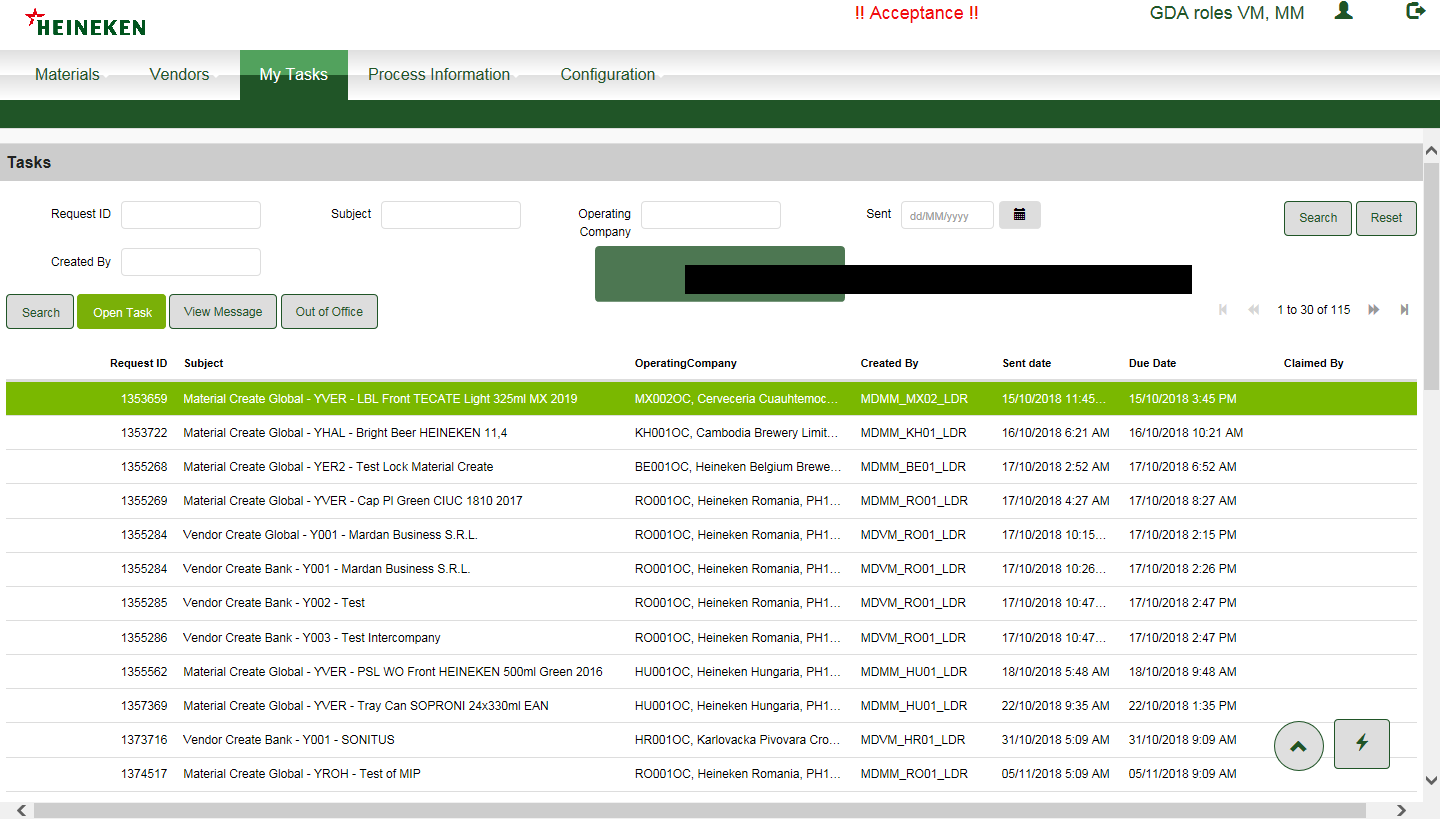 HEINEKEN
!! Acceptance !!
GDA roles VM, MM
Materials Vendors My Tasks Process Information Configuration
Tasks
Request ID Subject Operating Company Sent dd/MM/yyyy Search Reset
Created By
Search Open Task View Message Out of Office 1 to 30 of 115
Request ID Subject OperatingCompany Created By Sent date Due Date Claimed By
1353659 Material Create Global - YVER - LBL Front TECATE Light 325ml MX 2019 MX002OC, Cerveceria Cuauhtemoc... MDMM_MX02_LDR 15/10/2018 11:45... 15/10/2018 3:45 PM
1353722 Material Create Global - YHAL - Bright Beer HEINEKEN 11,4 KH001OC, Cambodia Brewery Limit... MDMM_KH01_LDR 16/10/2018 6:21 AM 16/10/2018 10:21 AM
1355268 Material Create Global - YER2 - Test Lock Material Create BE001OC, Heineken Belgium Brewe... MDMM_BE01_LDR 17/10/2018 2:52 AM 17/10/2018 6:52 AM
1355269 Material Create Global - YVER - Cap Pl Green CIUC 1810 2017 RO001OC, Heineken Romania, PH1... MDMM_RO01_LDR 17/10/2018 4:27 AM 17/10/2018 8:27 AM
1355284 Vendor Create Global - Y001 - Mardan Business S.R.L. RO001OC, Heineken Romania, PH1... MDVM_RO01_LDR 17/10/2018 10:15... 17/10/2018 2:15 PM
1355284 Vendor Create Bank - Y001 - Mardan Business S.R.L. RO001OC, Heineken Romania, PH1... MDVM_RO01_LDR 17/10/2018 10:26... 17/10/2018 2:26 PM
1355285 Vendor Create Bank - Y002 - Test RO001OC, Heineken Romania, PH1... MDVM_RO01_LDR 17/10/2018 10:47... 17/10/2018 2:47 PM
1355286 Vendor Create Bank - Y003 - Test Intercompany RO001OC, Heineken Romania, PH1... MDVM_RO01_LDR 17/10/2018 10:47... 17/10/2018 2:47 PM
1355562 Material Create Global - YVER - PSL WO Front HEINEKEN 500ml Green 2016 HU001OC, Heineken Hungaria, PH1... MDMM_HU01_LDR 18/10/2018 5:48 AM 18/10/2018 9:48 AM
1357369 Material Create Global - YVER - Tray Can SOPRONI 24x330ml EAN HU001OC, Heineken Hungaria, PH1... MDMM_HU01_LDR 22/10/2018 9:35 AM 22/10/2018 1:35 PM
1373716 Vendor Create Bank - Y001 - SONITUS HR001OC, Karlovacka Pivovara Cro... MDVM_HR01_LDR 31/10/2018 5:09 AM 31/10/2018 9:09 AM
1374517 Material Create Global - YROH - Test of MIP RO001OC, Heineken Romania, PH1... MDMM_RO01_LDR 05/11/2018 5:09 AM 05/11/2018 9:09 AM